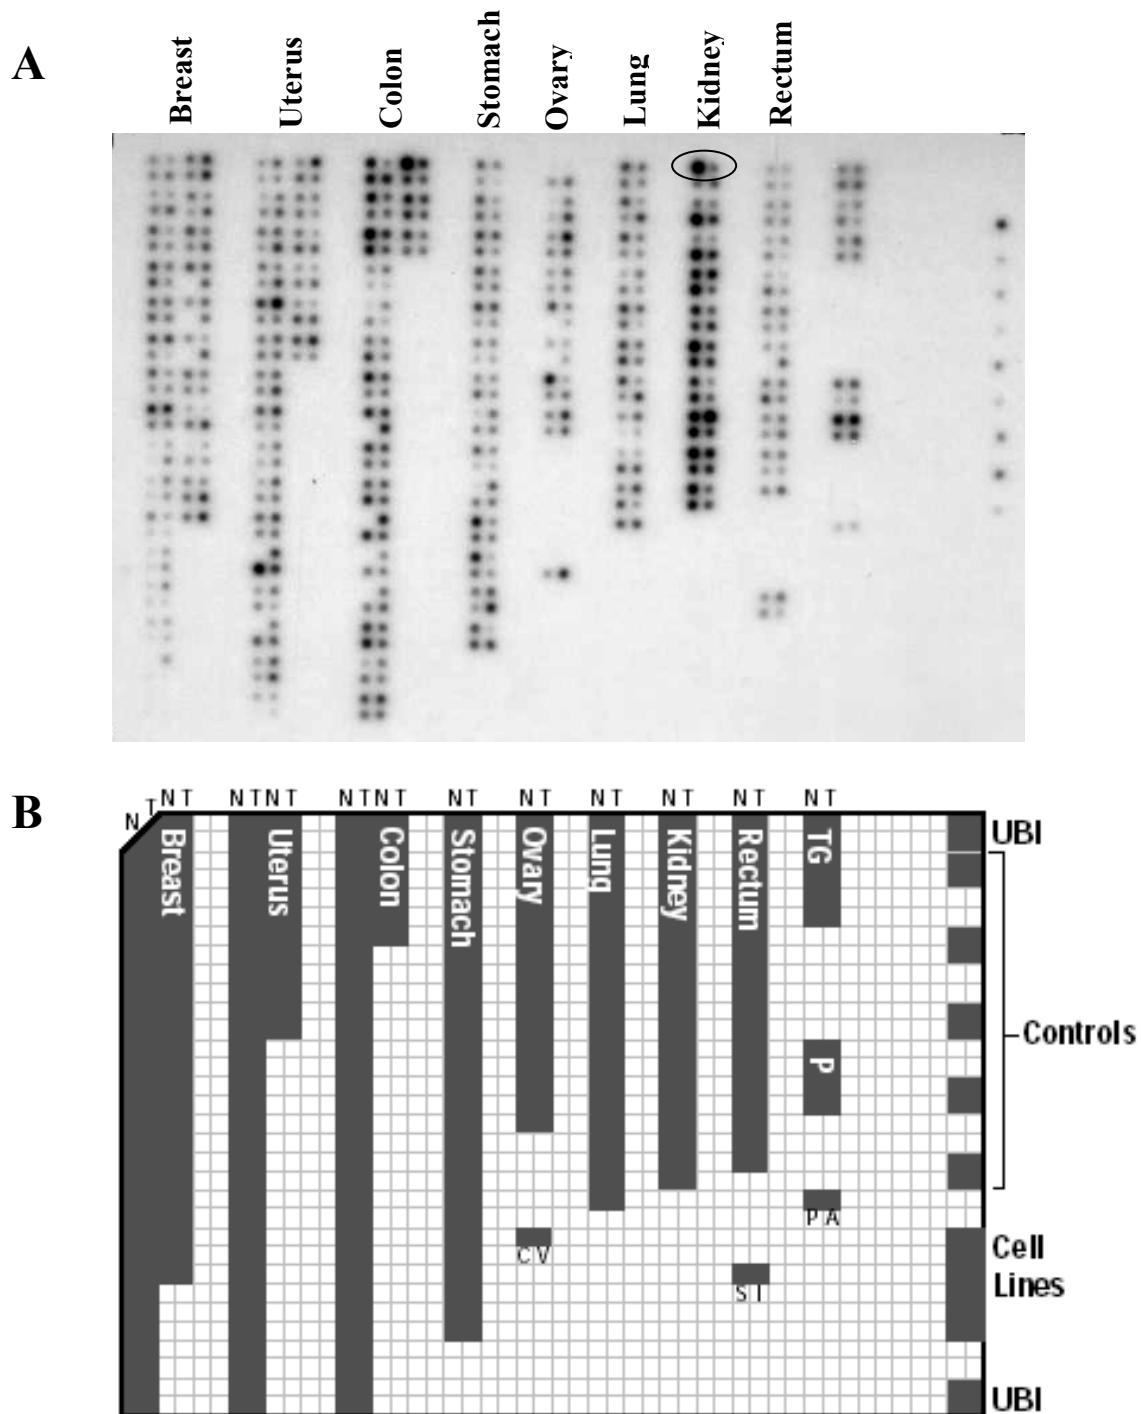 A
Breast Uterus Colon Stomach Ovary Lung Kidney Rectum
B
N T N T N T N T N T N T N T N T N T N T N T N T
Breast Uterus Colon Stomach Ovary Lung Kidney Rectum TG UBI
Controls
P
P A
C V
Cell
Lines
S I
UBI